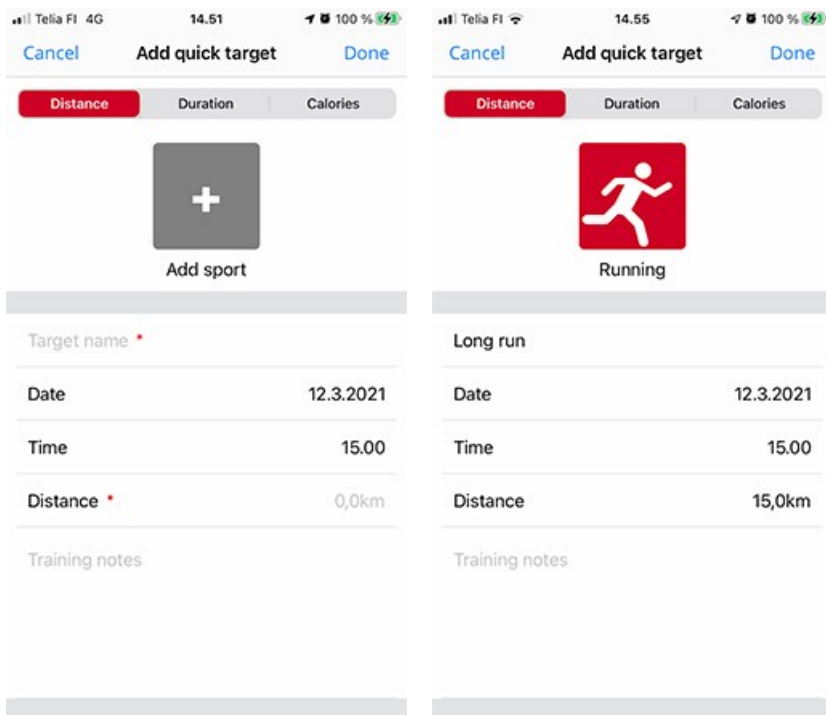 Telia FI 4G 14.51 100 %
Cancel Add quick target Done
Distance Duration Calories
+
Add sport
Target name *
Date 12.3.2021
Time 15.00
Distance * 0,0km
Training notes
Telia FI 14.55 100 %
Cancel Add quick target Done
Distance Duration Calories
Running
Long run
Date 12.3.2021
Time 15.00
Distance 15,0km
Training notes